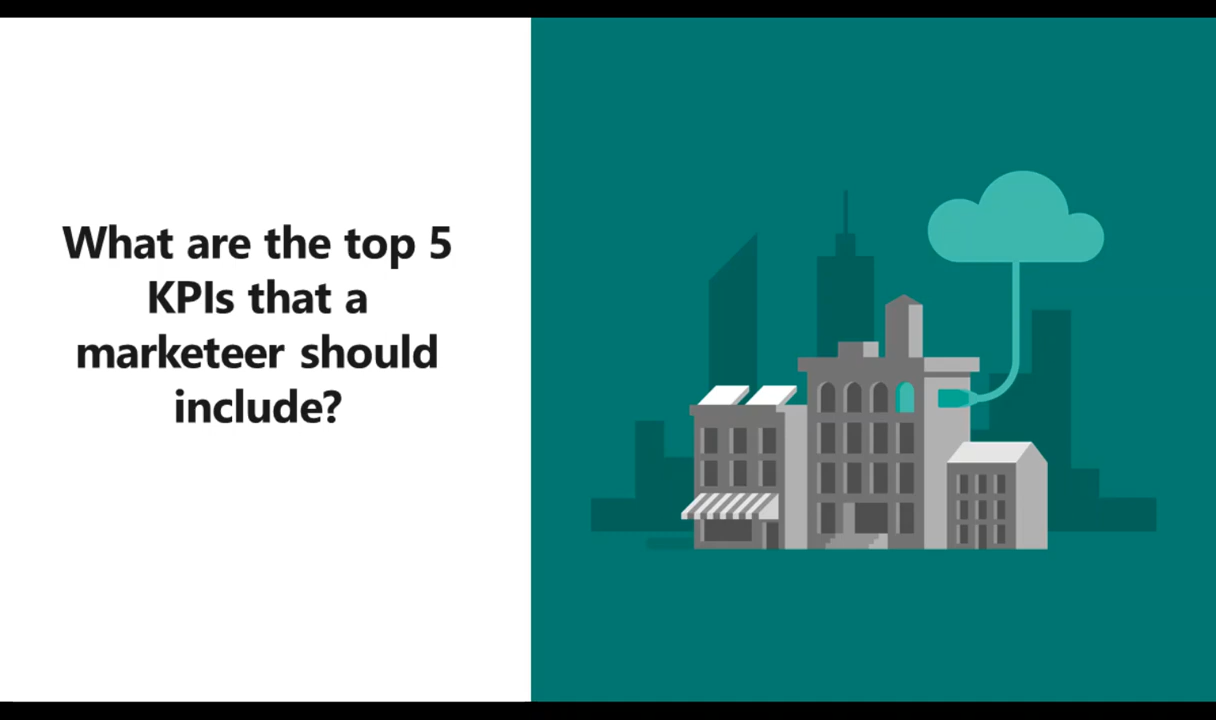 What are the top 5
KPIs that a
marketeer should
include?